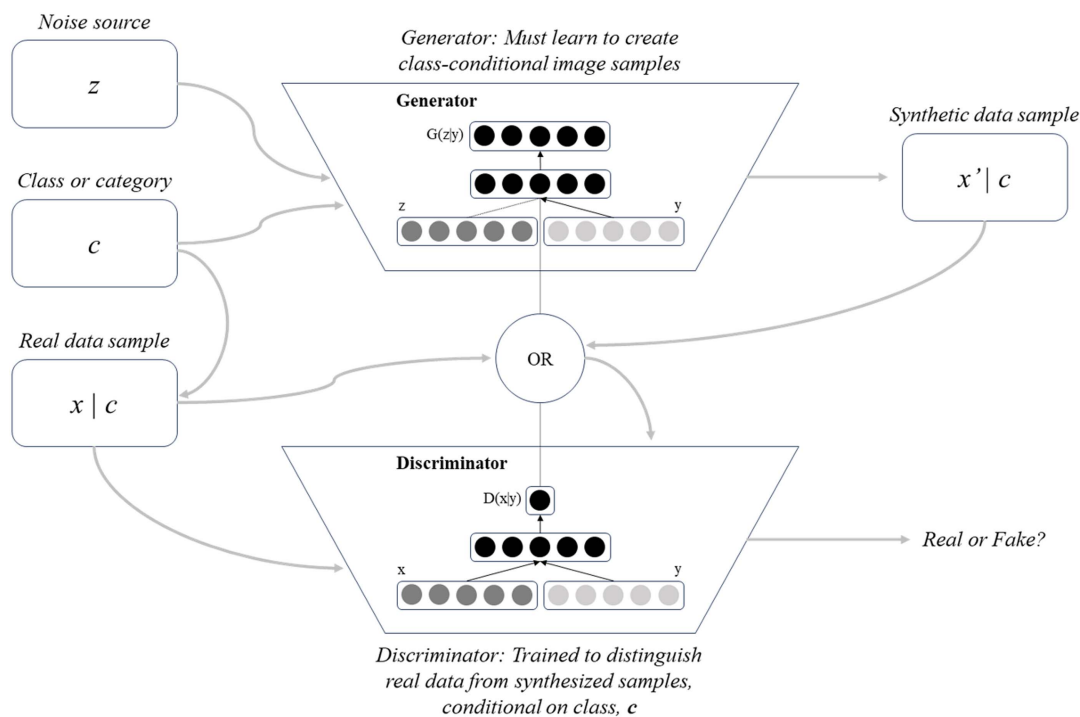 Noise source
z
Generator: Must learn to create
class-conditional image samples
Generator
G(z|y)
z
y
Synthetic data sample
x’ | c
Class or category
c
Real data sample
x | c
OR
Discriminator
D(x|y)
x
y
Real or Fake?
Discriminator: Trained to distinguish
real data from synthesized samples,
conditional on class, c